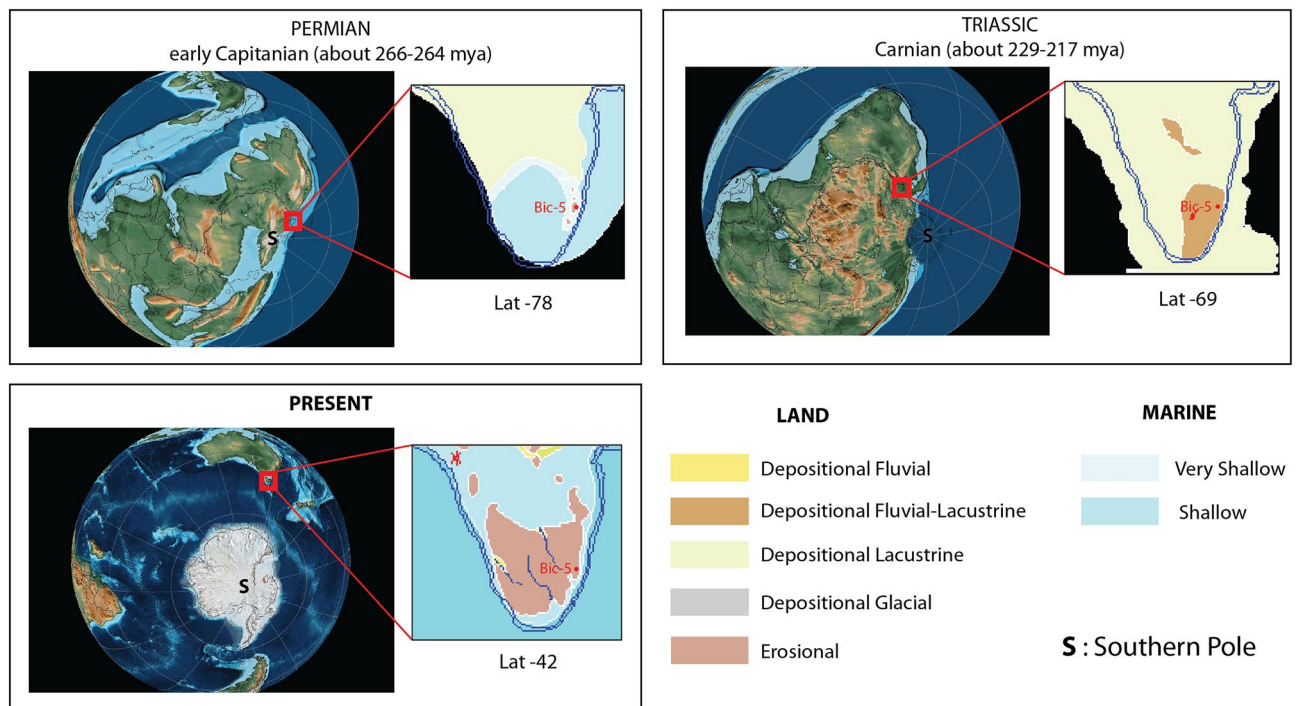 PERMIAN
early Capitanian (about 266-264 mya)
S
Bic-5
Lat -78
TRIASSIC
Carnian (about 229-217 mya)
S
Bic-5
Lat -69
PRESENT
S
Bic-5
Lat -42
LAND
Depositional Fluvial
Depositional Fluvial-Lacustrine
Depositional Lacustrine
Depositional Glacial
Erosional
MARINE
Very Shallow
Shallow
S : Southern Pole